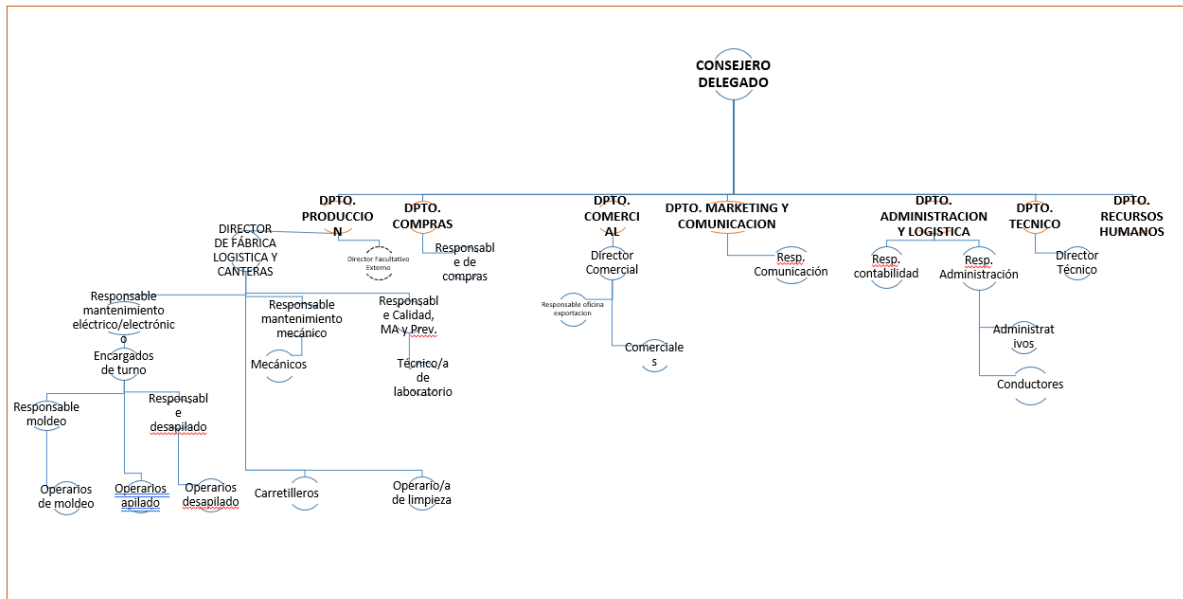 CONSEJERO
DELEGADO
DPTO.
PRODUCCIO
N
DPTO.
COMPRAS
DPTO.
COMERCI
AL
DPTO. MARKETING Y
COMUNICACION
DPTO.
ADMINISTRACION
Y LOGISTICA
DPTO.
TECNICO
DPTO.
RECURSOS
HUMANOS
DIRECTOR
DE FÁBRICA
LOGISTICA Y
CANTERAS
Director Facultativo
Externo
Responsabl
e de
compras
Director
Comercial
Resp.
Comunicación
Resp.
contabilidad
Resp.
Administración
Director
Técnico
Responsable
mantenimiento
eléctrico/electrónic
o
Responsable
mantenimiento
mecánico
Responsabl
e Calidad,
MA y Prev.
Responsable oficina
exportacion
Administrat
ivos
Encargados
de turno
Mecánicos
Técnico/a
de
laboratorio
Comerciale
s
Conductores
Responsable
moldeo
Responsabl
e
desapilado
Operarios
de moldeo
Operarios
apilado
Operarios
desapilado
Carretilleros
Operario/a
de limpieza